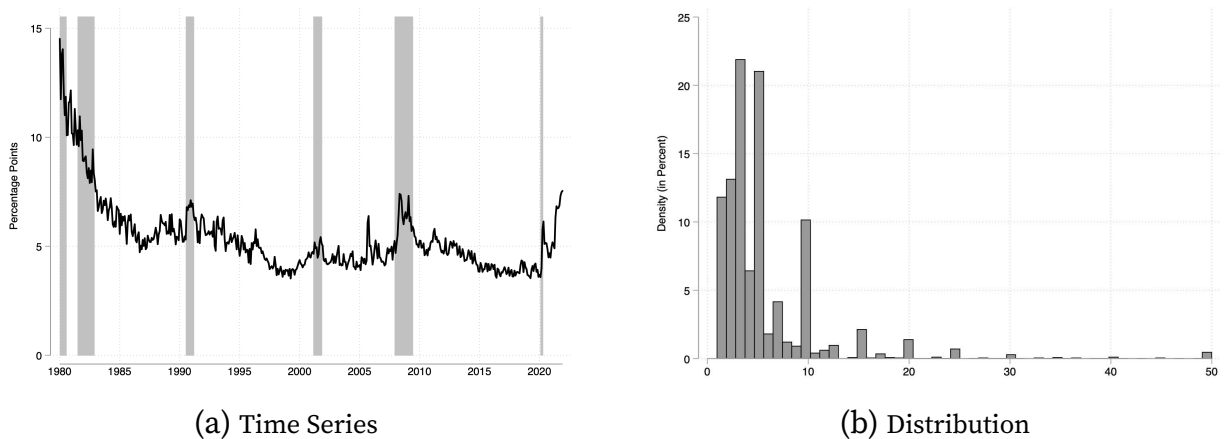 15
10
5
0
Percentage Points
1980 1985 1990 1995 2000 2005 2010 2015 2020
(a) Time Series
25
20
15
10
5
0
Density (in Percent)
0 10 20 30 40 50
(b) Distribution